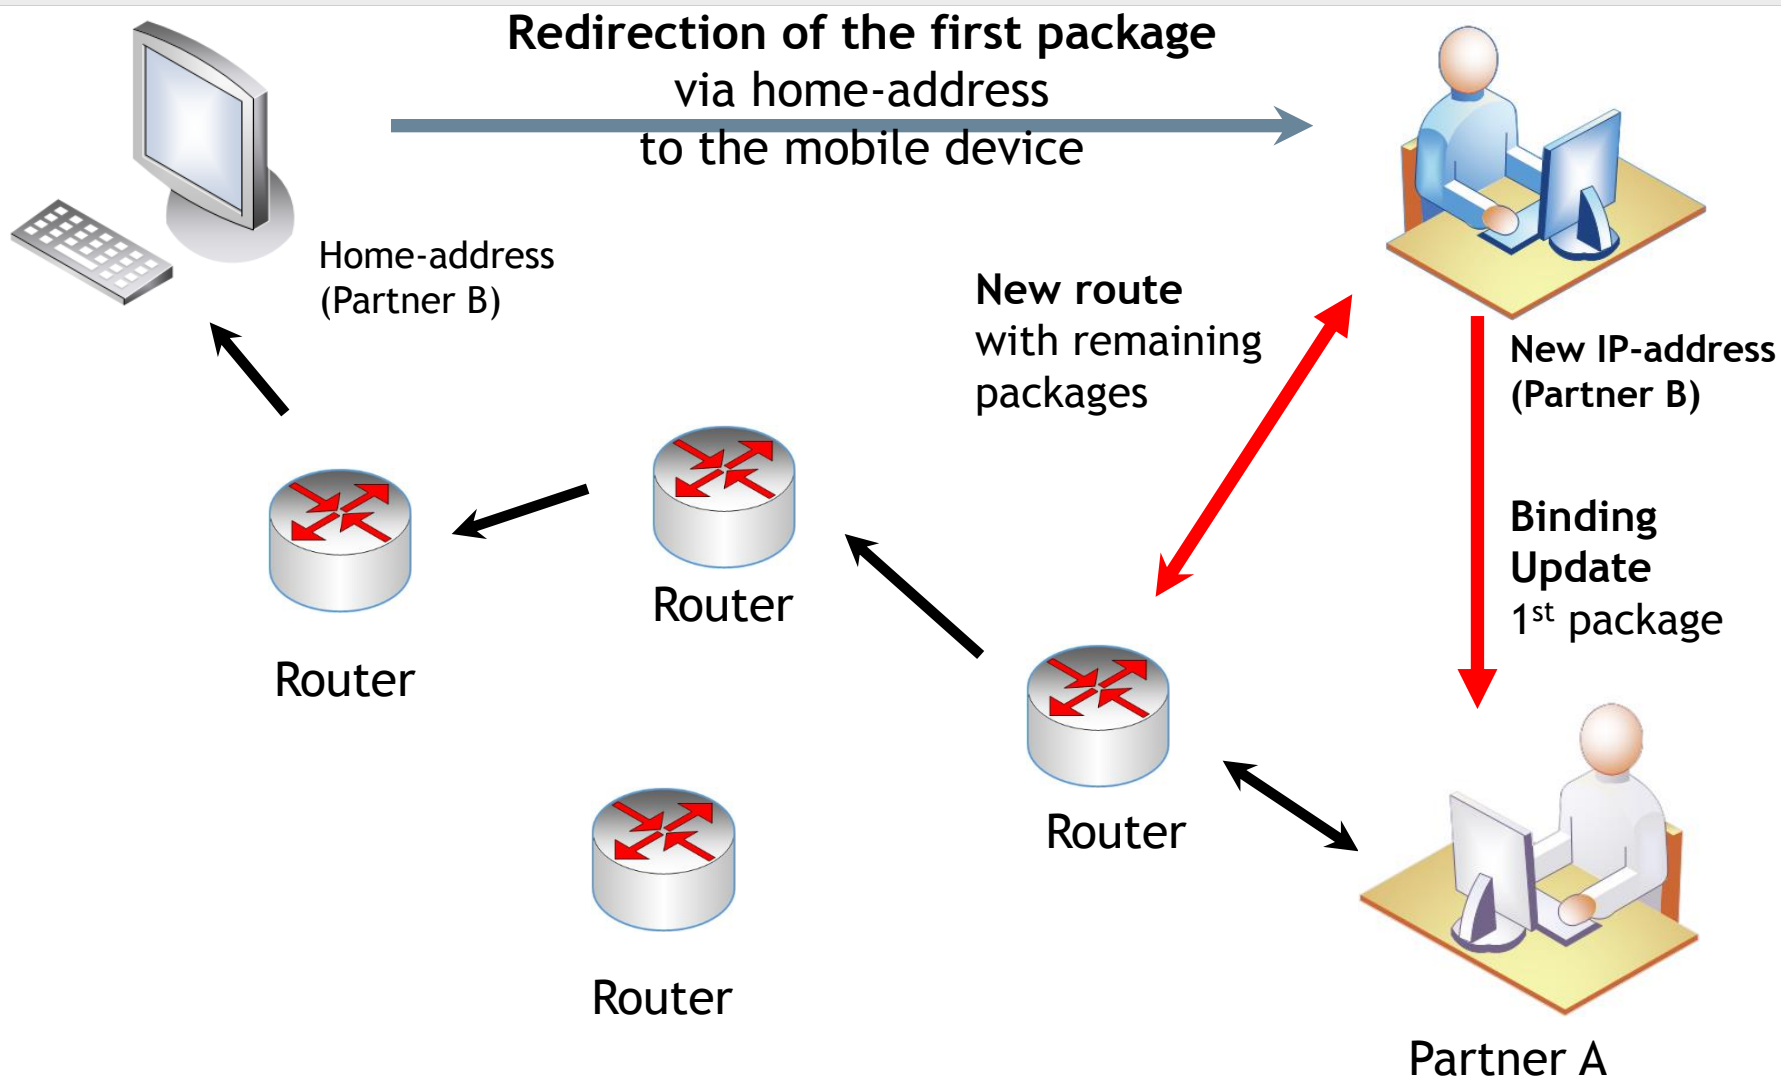 Redirection of the first package
via home-address
to the mobile device
Home-address
(Partner B)
New route
with remaining
packages
New IP-address
(Partner B)
Binding
Update
1st package
Router
Router
Router
Router
Partner A